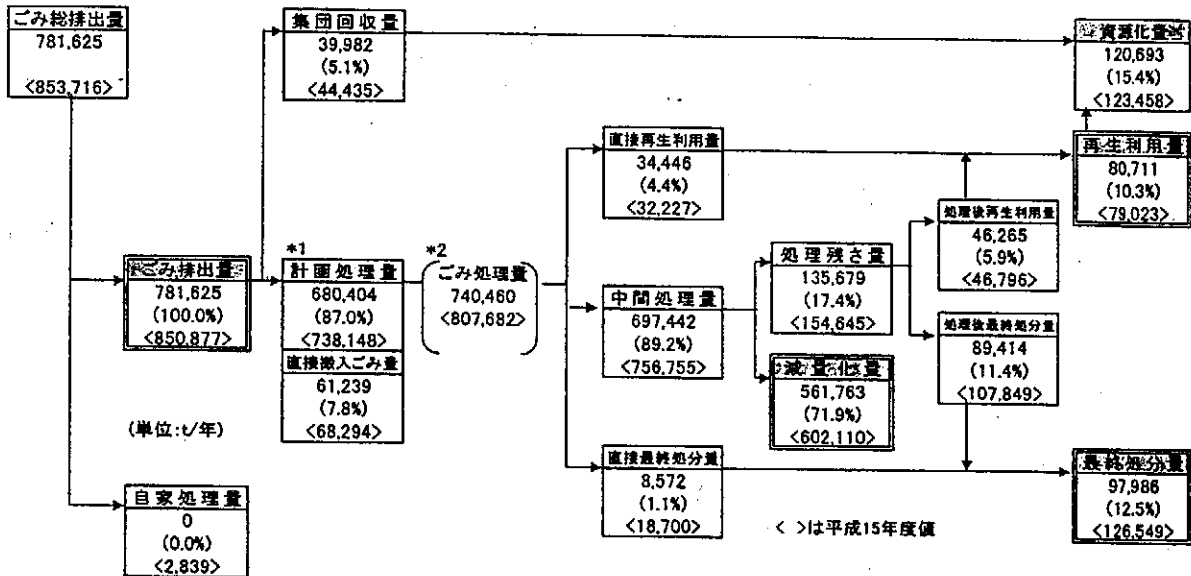 ごみ総排出量
781,625
<853,716>
集団回収量
39,982
(5.1%)
<44,435>
資源化量
120,693
(15.4%)
<123,458>
直接再生利用量
34,446
(4.4%)
<32,227>
再生利用量
80,711
(10.3%)
<79,023>
処理後再生利用量
46,265
(5.9%)
<46,796>
ごみ排出量
781,625
(100.0%)
<850,877>
*1
計画処理量
680,404
(87.0%)
<738,148>
直接搬入ごみ量
61,239
(7.8%)
<68,294>
*2
ごみ処理量
740,460
<807,682>
中間処理量
697,442
(89.2%)
<756,755>
処理残さ量
135,679
(17.4%)
<154,645>
減量化量
561,763
(71.9%)
<602,110>
処理後最終処分量
89,414
(11.4%)
<107,849>
(単位:t/年)
直接最終処分量
8,572
(1.1%)
<18,700>
最終処分量
97,986
(12.5%)
<126,549>
自家処理量
0
(0.0%)
<2,839>
< >は平成15年度値